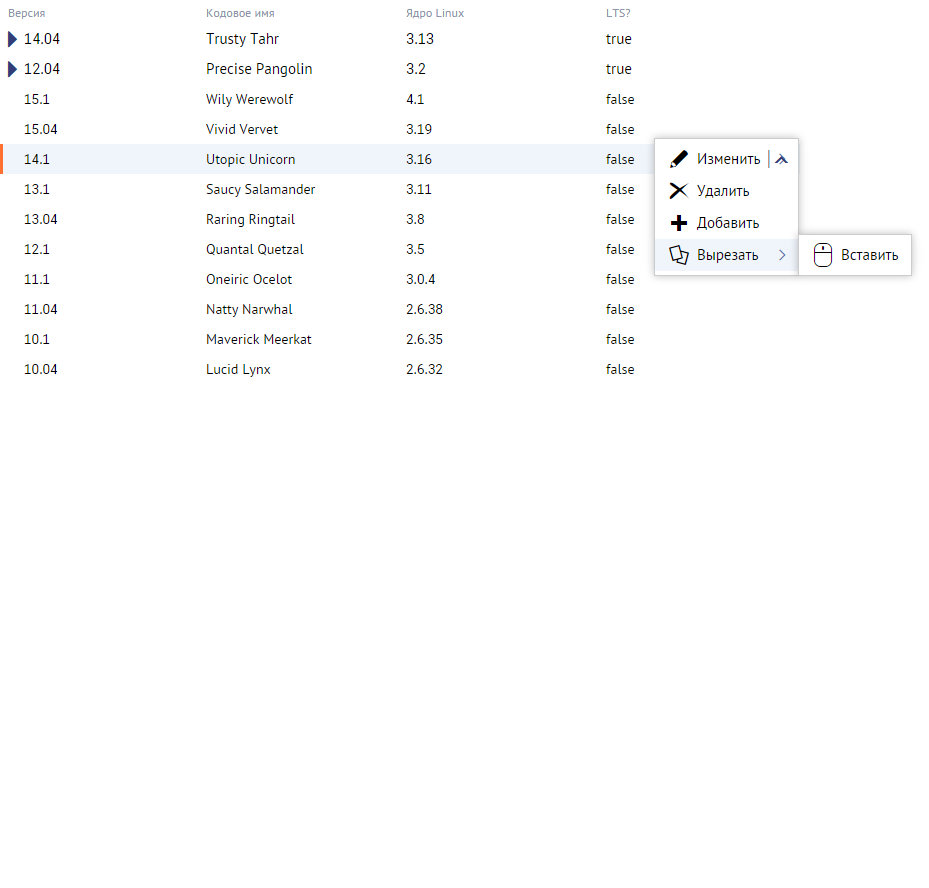 Версия Кодовое имя Ядро Linux LTS?
14.04 Trusty Tahr 3.13 true
12.04 Precise Pangolin 3.2 true
15.1 Wily Werewolf 4.1 false
15.04 Vivid Vervet 3.19 false
14.1 Utopic Unicorn 3.16 false
13.1 Saucy Salamander 3.11 false
13.04 Raring Ringtail 3.8 false
12.1 Quantal Quetzal 3.5 false
11.1 Oneiric Ocelot 3.0.4 false
11.04 Natty Narwhal 2.6.38 false
10.1 Maverick Meerkat 2.6.35 false
10.04 Lucid Lynx 2.6.32 false
Изменить
Удалить
Добавить
Вырезать
Вставить